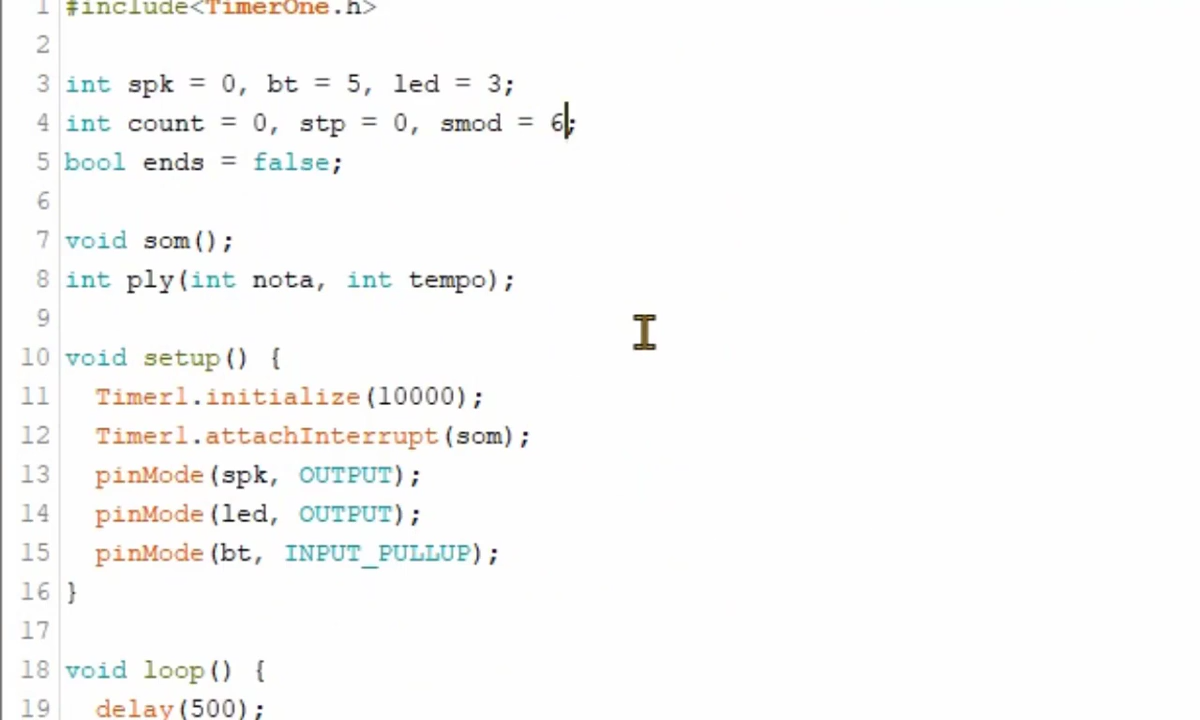 1 #include<TimerOne.h>
2
3 int spk = 0, bt = 5, led = 3;
4 int count = 0, stp = 0, smod = 6;
5 bool ends = false;
6
7 void som();
8 int ply(int nota, int tempo);
9
10 void setup() {
11 Timer1.initialize(10000);
12 Timer1.attachInterrupt(som);
13 pinMode(spk, OUTPUT);
14 pinMode(led, OUTPUT);
15 pinMode(bt, INPUT_PULLUP);
16 }
17
18 void loop() {
19 delay(500);